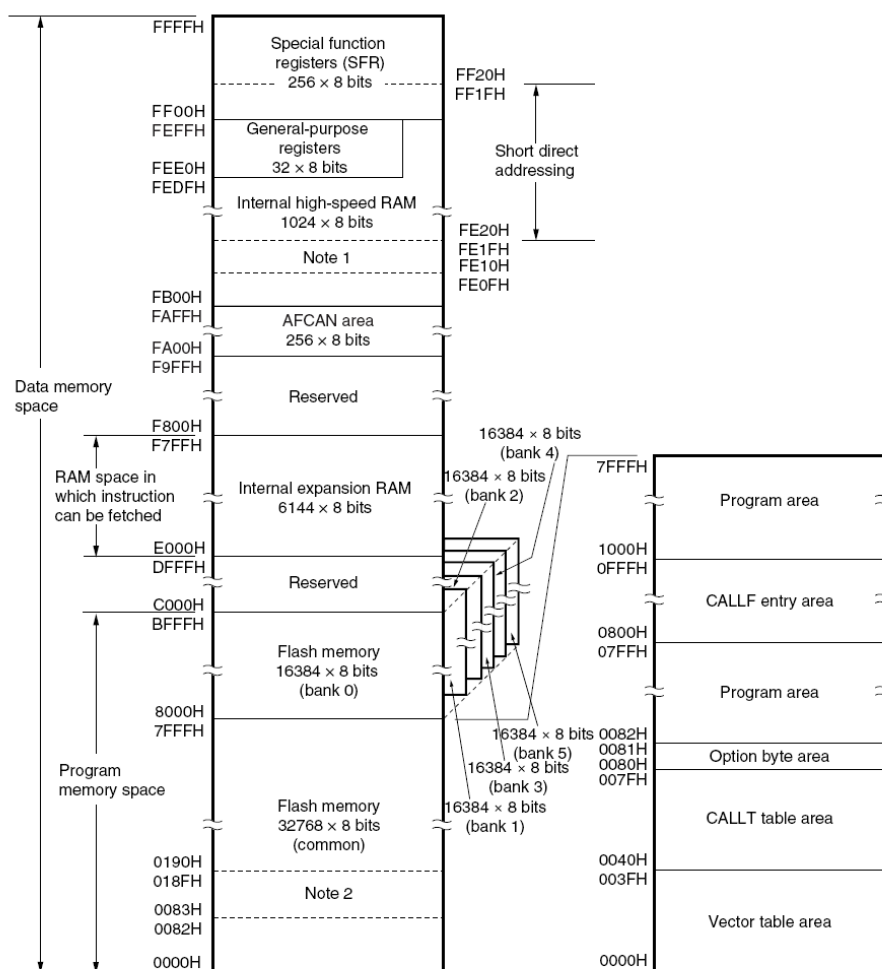 FFFFH
Special function
registers (SFR)
256 × 8 bits
FF20H
FF1FH
FF00H
FEFFH
General-purpose
registers
32 × 8 bits
FEE0H
FEDFH
Short direct
addressing
Internal high-speed RAM
1024 × 8 bits
FE20H
FE1FH
Note 1
FE10H
FE0FH
FB00H
FAFFH
AFCAN area
256 × 8 bits
FA00H
F9FFH
Data memory
space
Reserved
F800H
F7FFH
RAM space in
which instruction
can be fetched
Internal expansion RAM
6144 × 8 bits
E000H
DFFFH
Reserved
C000H
BFFFH
Flash memory
16384 × 8 bits
(bank 0)
8000H
7FFFH
Program
memory space
Flash memory
32768 × 8 bits
(common)
0190H
018FH
Note 2
0083H
0082H
0000H
16384 × 8 bits
(bank 4)
16384 × 8 bits
(bank 2)
16384 × 8 bits
(bank 5)
16384 × 8 bits
(bank 3)
16384 × 8 bits
(bank 1)
7FFFH
Program area
1000H
0FFFH
CALLF entry area
0800H
07FFH
Program area
0082H
0081H
Option byte area
0080H
007FH
CALLT table area
0040H
003FH
Vector table area
0000H